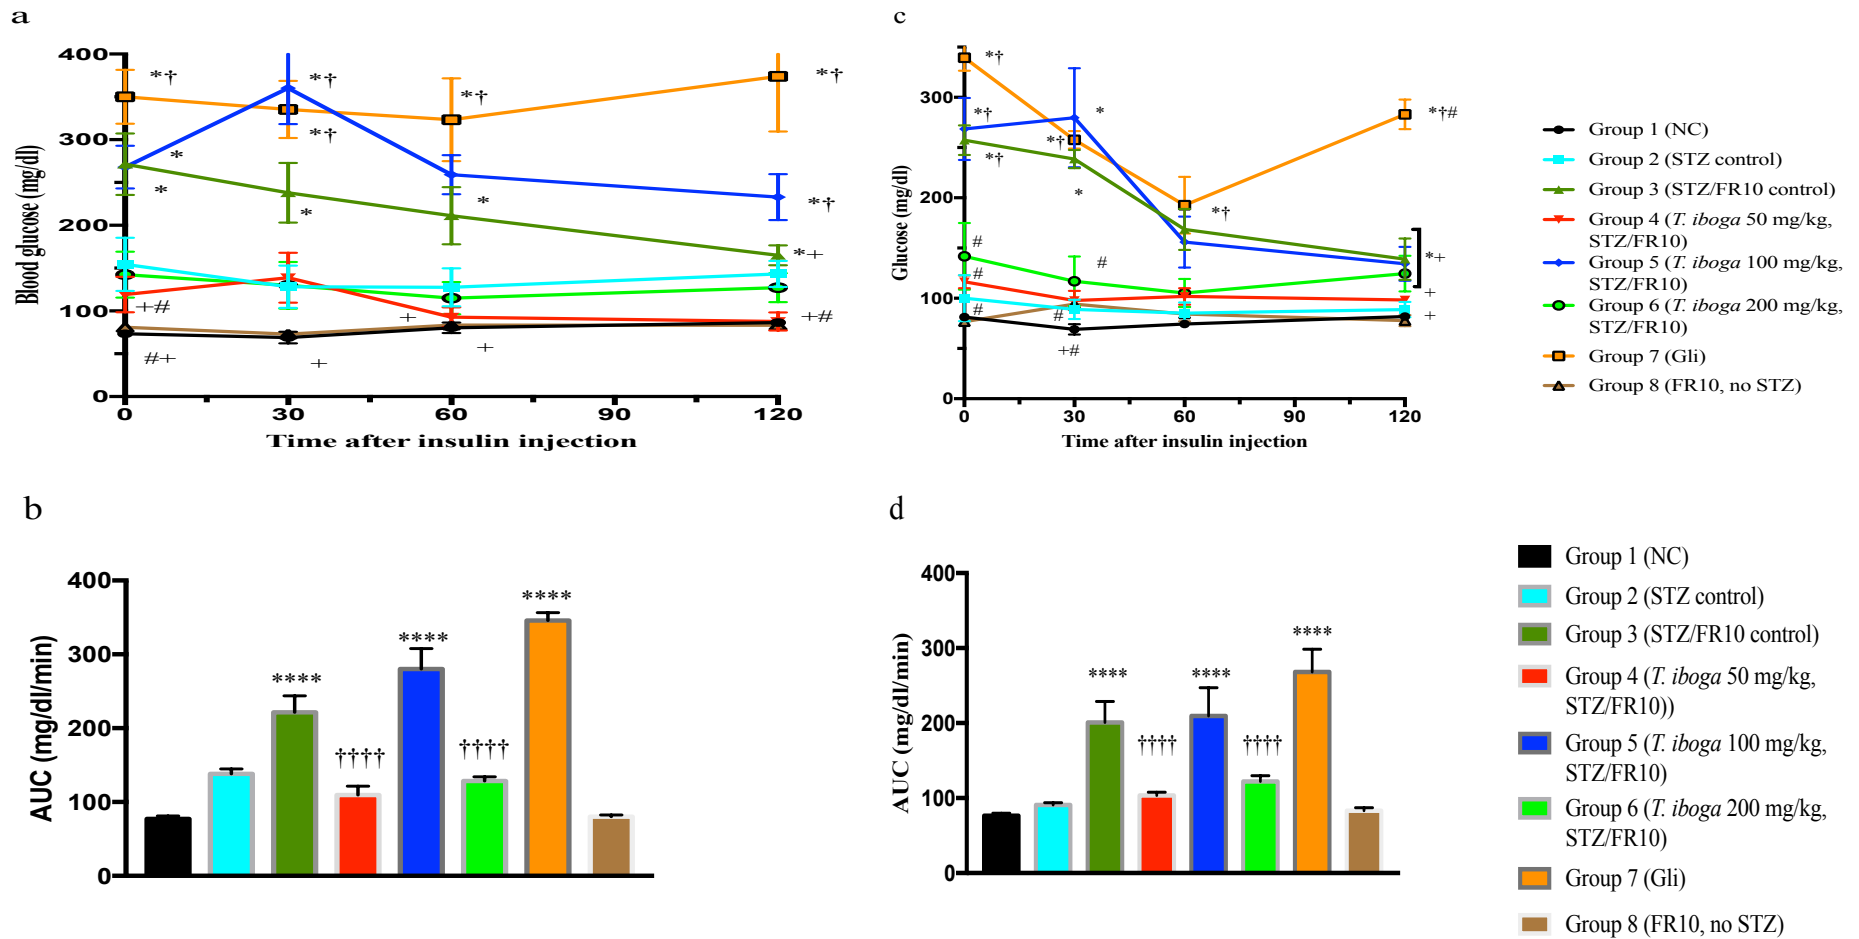 a
400
300
200
100
0
Blood glucose (mg/dl)
*†
*†
*†
*†
*†
*
*
*
*
*†
*+
+#
+
+#
#+
+
+
0
30
60
120
Time after insulin injection
c
300
200
100
0
Glucose (mg/dl)
*†
*†
*
*†
*†
*
*†
*†#
#
#
#
#
#
*+
+
+
+#
0
30
60
90
120
Time after insulin injection
Group 1 (NC)
Group 2 (STZ control)
Group 3 (STZ/FR10 control)
Group 4 (T. iboga 50 mg/kg,
STZ/FR10)
Group 5 (T. iboga 100 mg/kg,
STZ/FR10)
Group 6 (T. iboga 200 mg/kg,
STZ/FR10)
Group 7 (Gli)
Group 8 (FR10, no STZ)
b
400
300
200
100
0
AUC (mg/dl/min)
****
††††
****
††††
****
d
400
300
200
100
0
AUC (mg/dl/min)
****
††††
****
††††
****
Group 1 (NC)
Group 2 (STZ control)
Group 3 (STZ/FR10 control)
Group 4 (T. iboga 50 mg/kg,
STZ/FR10))
Group 5 (T. iboga 100 mg/kg,
STZ/FR10)
Group 6 (T. iboga 200 mg/kg,
STZ/FR10)
Group 7 (Gli)
Group 8 (FR10, no STZ)